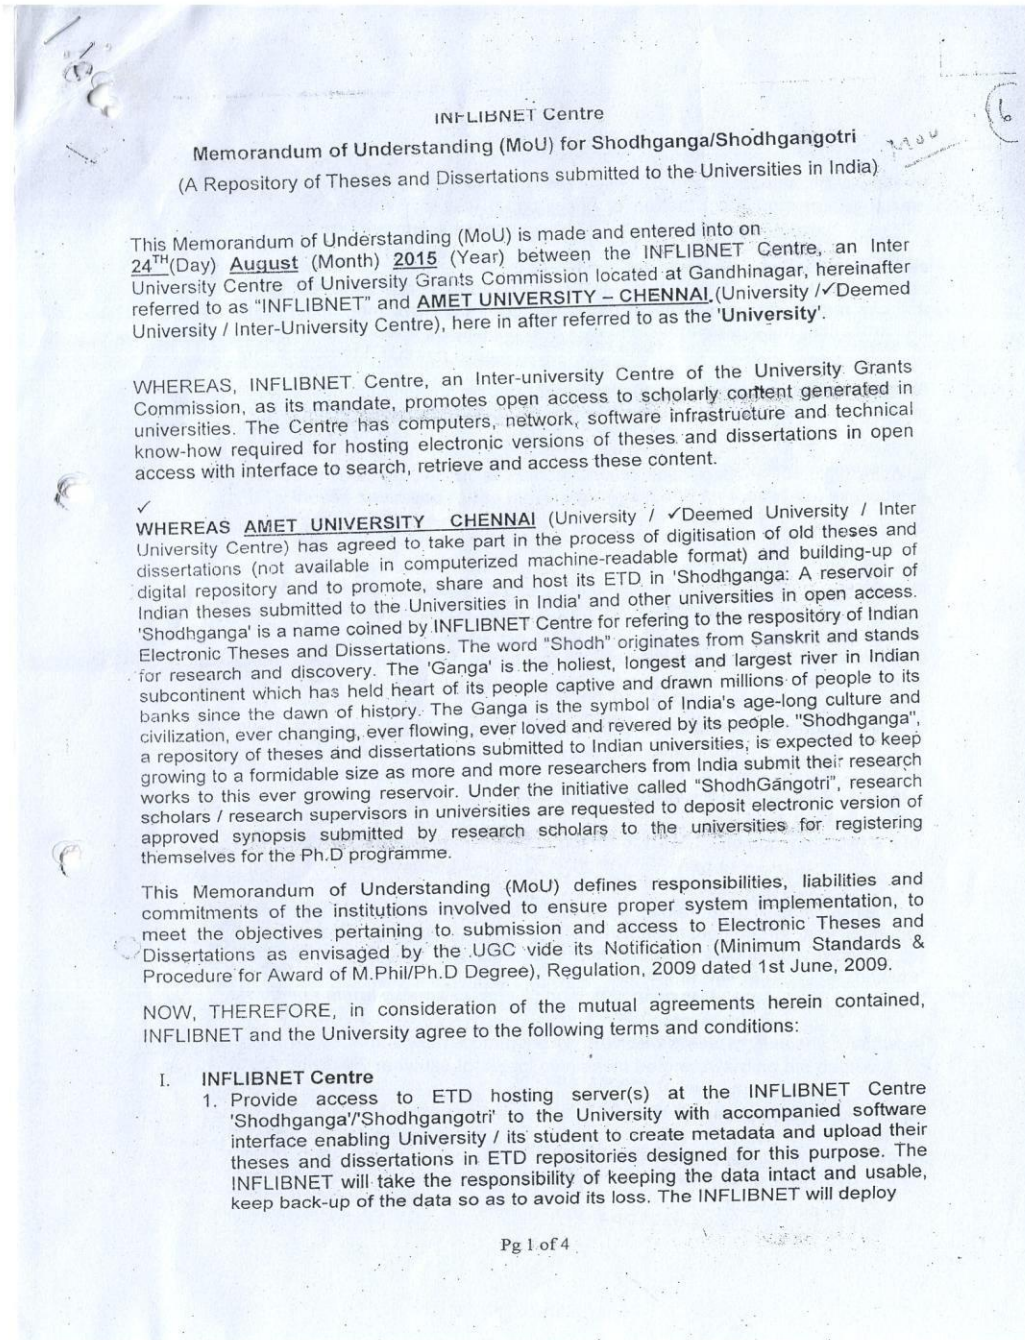 INFLIBNET Centre
Memorandum of Understanding (MoU) for Shodhganga/Shodhgangotri
(A Repository of Theses and Dissertations submitted to the Universities in India)
6
This Memorandum of Understanding (MoU) is made and entered into on
24TH(Day) August (Month) 2015 (Year) between the INFLIBNET Centre, an Inter
University Centre of University Grants Commission located at Gandhinagar, hereinafter
referred to as "INFLIBNET" and AMET UNIVERSITY – CHENNAI.(University /✓Deemed
University / Inter-University Centre), here in after referred to as the 'University'.
WHEREAS, INFLIBNET Centre, an Inter-university Centre of the University Grants
Commission, as its mandate, promotes open access to scholarly content generated in
universities. The Centre has computers, network, software infrastructure and technical
know-how required for hosting electronic versions of theses and dissertations in open
access with interface to search, retrieve and access these content.
✓
WHEREAS AMET UNIVERSITY CHENNAI (University / ✓Deemed University / Inter
University Centre) has agreed to take part in the process of digitisation of old theses and
dissertations (not available in computerized machine-readable format) and building-up of
digital repository and to promote, share and host its ETD in 'Shodhganga: A reservoir of
Indian theses submitted to the Universities in India' and other universities in open access.
'Shodhganga' is a name coined by INFLIBNET Centre for refering to the respository of Indian
Electronic Theses and Dissertations. The word "Shodh" originates from Sanskrit and stands
for research and discovery. The 'Ganga' is the holiest, longest and largest river in Indian
subcontinent which has held heart of its people captive and drawn millions of people to its
banks since the dawn of history. The Ganga is the symbol of India's age-long culture and
civilization, ever changing, ever flowing, ever loved and revered by its people. "Shodhganga",
a repository of theses and dissertations submitted to Indian universities, is expected to keep
growing to a formidable size as more and more researchers from India submit their research
works to this ever growing reservoir. Under the initiative called "ShodhGangotri", research
scholars / research supervisors in universities are requested to deposit electronic version of
approved synopsis submitted by research scholars to the universities for registering
themselves for the Ph.D programme.
This Memorandum of Understanding (MoU) defines responsibilities, liabilities and
commitments of the institutions involved to ensure proper system implementation, to
meet the objectives pertaining to submission and access to Electronic Theses and
Dissertations as envisaged by the UGC vide its Notification (Minimum Standards &
Procedure for Award of M.Phil/Ph.D Degree), Regulation, 2009 dated 1st June, 2009.
NOW, THEREFORE, in consideration of the mutual agreements herein contained,
INFLIBNET and the University agree to the following terms and conditions:
I. INFLIBNET Centre
1. Provide access to ETD hosting server(s) at the INFLIBNET Centre
'Shodhganga'/'Shodhgangotri' to the University with accompanied software
interface enabling University / its student to create metadata and upload their
theses and dissertations in ETD repositories designed for this purpose. The
INFLIBNET will take the responsibility of keeping the data intact and usable,
keep back-up of the data so as to avoid its loss. The INFLIBNET will deploy
Pg 1 of 4